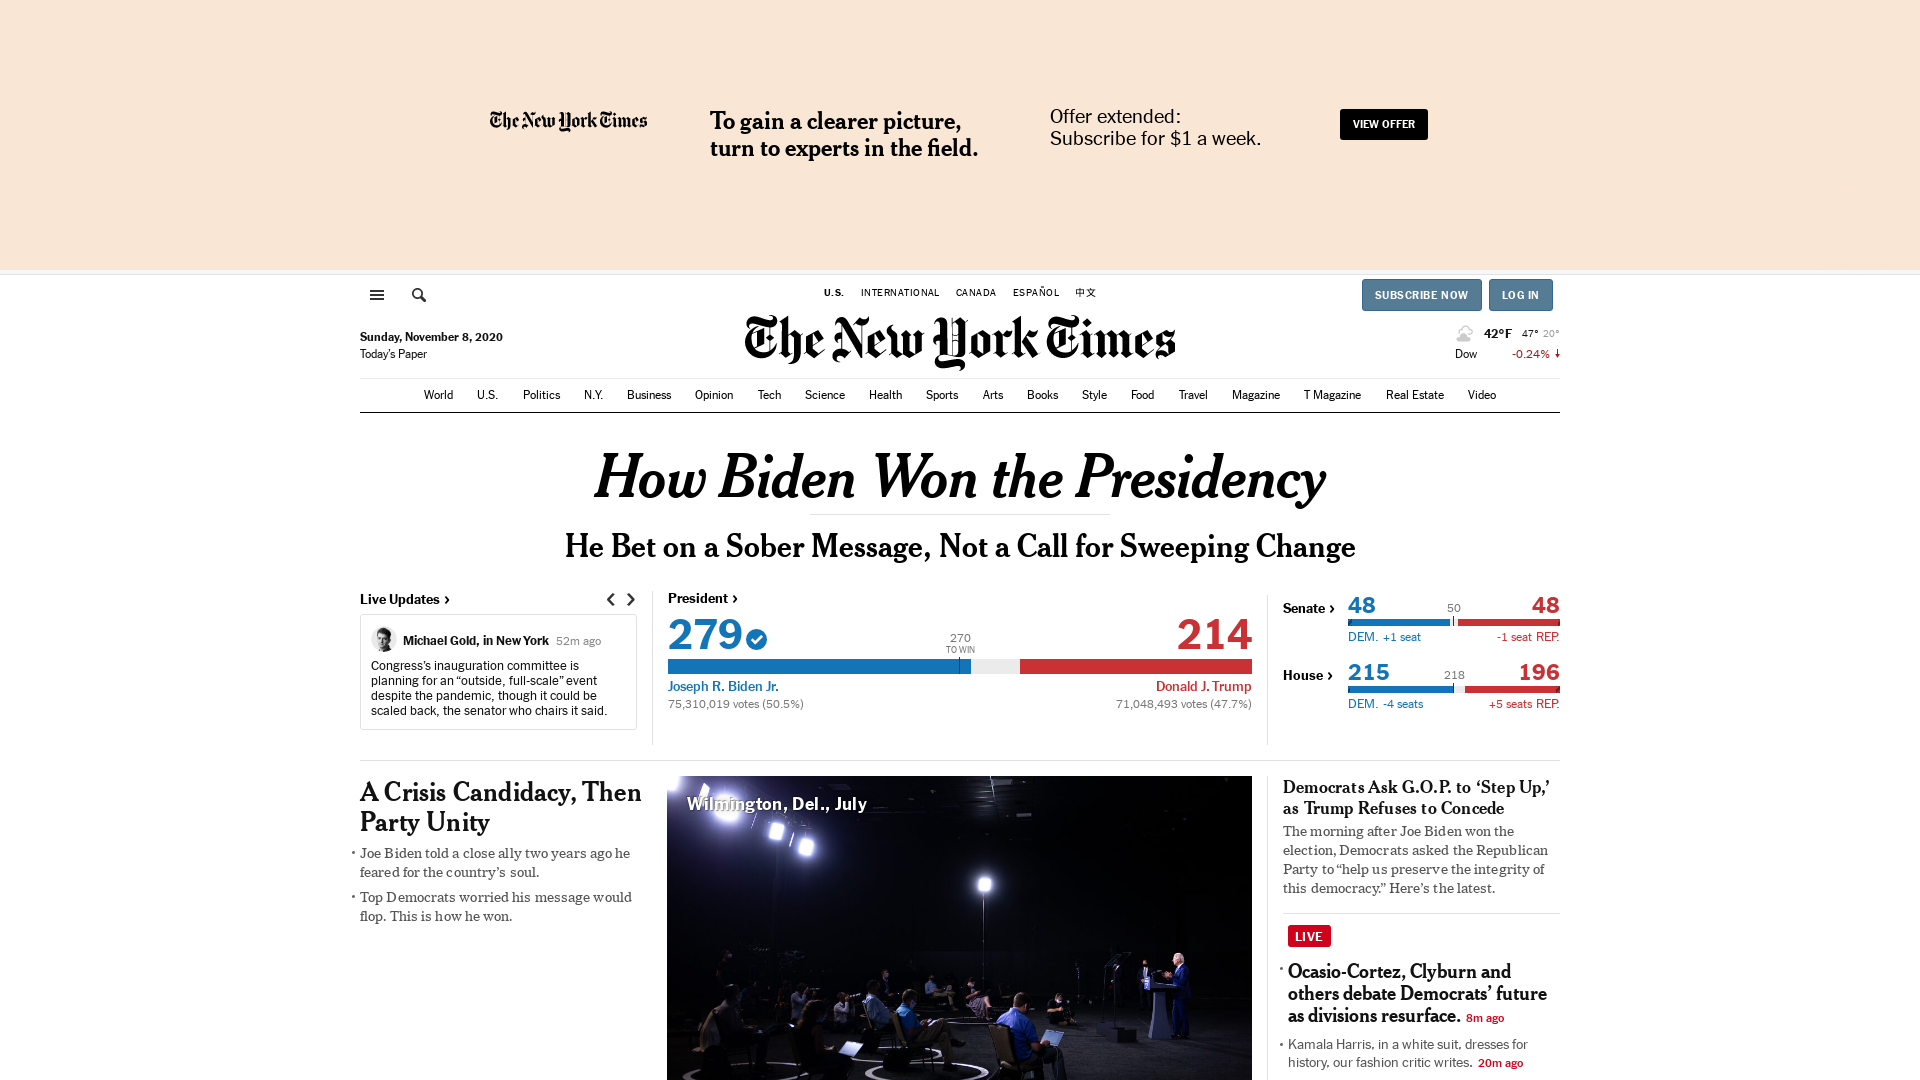 The New York Times
To gain a clearer picture,
turn to experts in the field.
Offer extended:
Subscribe for $1 a week.
VIEW OFFER
U.S. INTERNATIONAL CANADA ESPAÑOL 中文
SUBSCRIBE NOW LOG IN
Sunday, November 8, 2020
Today's Paper
The New York Times
42°F 47° 20°
Dow -0.24%
World U.S. Politics N.Y. Business Opinion Tech Science Health Sports Arts Books Style Food Travel Magazine T Magazine Real Estate Video
How Biden Won the Presidency
He Bet on a Sober Message, Not a Call for Sweeping Change
Live Updates ›
Michael Gold, in New York 52m ago
Congress's inauguration committee is
planning for an “outside, full-scale” event
despite the pandemic, though it could be
scaled back, the senator who chairs it said.
President ›
279 214
270
TO WIN
Joseph R. Biden Jr. Donald J. Trump
75,310,019 votes (50.5%) 71,048,493 votes (47.7%)
Senate › 48 50 48
DEM. +1 seat -1 seat REP.
House › 215 218 196
DEM. -4 seats +5 seats REP.
A Crisis Candidacy, Then
Party Unity
• Joe Biden told a close ally two years ago he
feared for the country’s soul.
• Top Democrats worried his message would
flop. This is how he won.
Wilmington, Del., July
Democrats Ask G.O.P. to ‘Step Up,’
as Trump Refuses to Concede
The morning after Joe Biden won the
election, Democrats asked the Republican
Party to “help us preserve the integrity of
this democracy.” Here’s the latest.
LIVE
• Ocasio-Cortez, Clyburn and
others debate Democrats’ future
as divisions resurface. 8m ago
• Kamala Harris, in a white suit, dresses for
history, our fashion critic writes. 20m ago